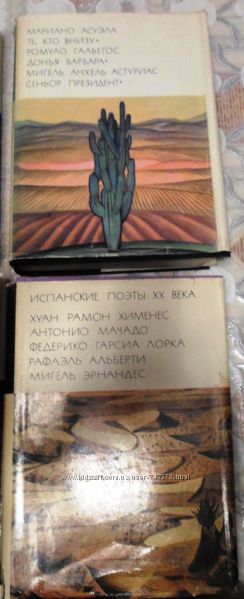 МАРИАНО АСУЭЛА
ТЕ, КТО ВНИЗУ•
РОМУЛО ГАЛЬЕГОС
ДОНЬЯ БАРБАРА•
МИГЕЛЬ АНХЕЛЬ АСТУРИАС
СЕНЬОР ПРЕЗИДЕНТ•
ИСПАНСКИЕ ПОЭТЫ XX ВЕКА
ХУАН РАМОН ХИМЕНЕС
АНТОНИО МАЧАДО
ФЕДЕРИКО ГАРСИА ЛОРКА
РАФАЭЛЬ АЛЬБЕРТИ
МИГЕЛЬ ЭРНАНДЕС